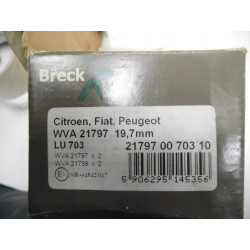 Breck
Citroen, Fiat, Peugeot
WVA 21797 19,7mm
LU 703 21797 00 703 10
WVA 21797 x 2
WVA 21798 x 2
5 906295 145356